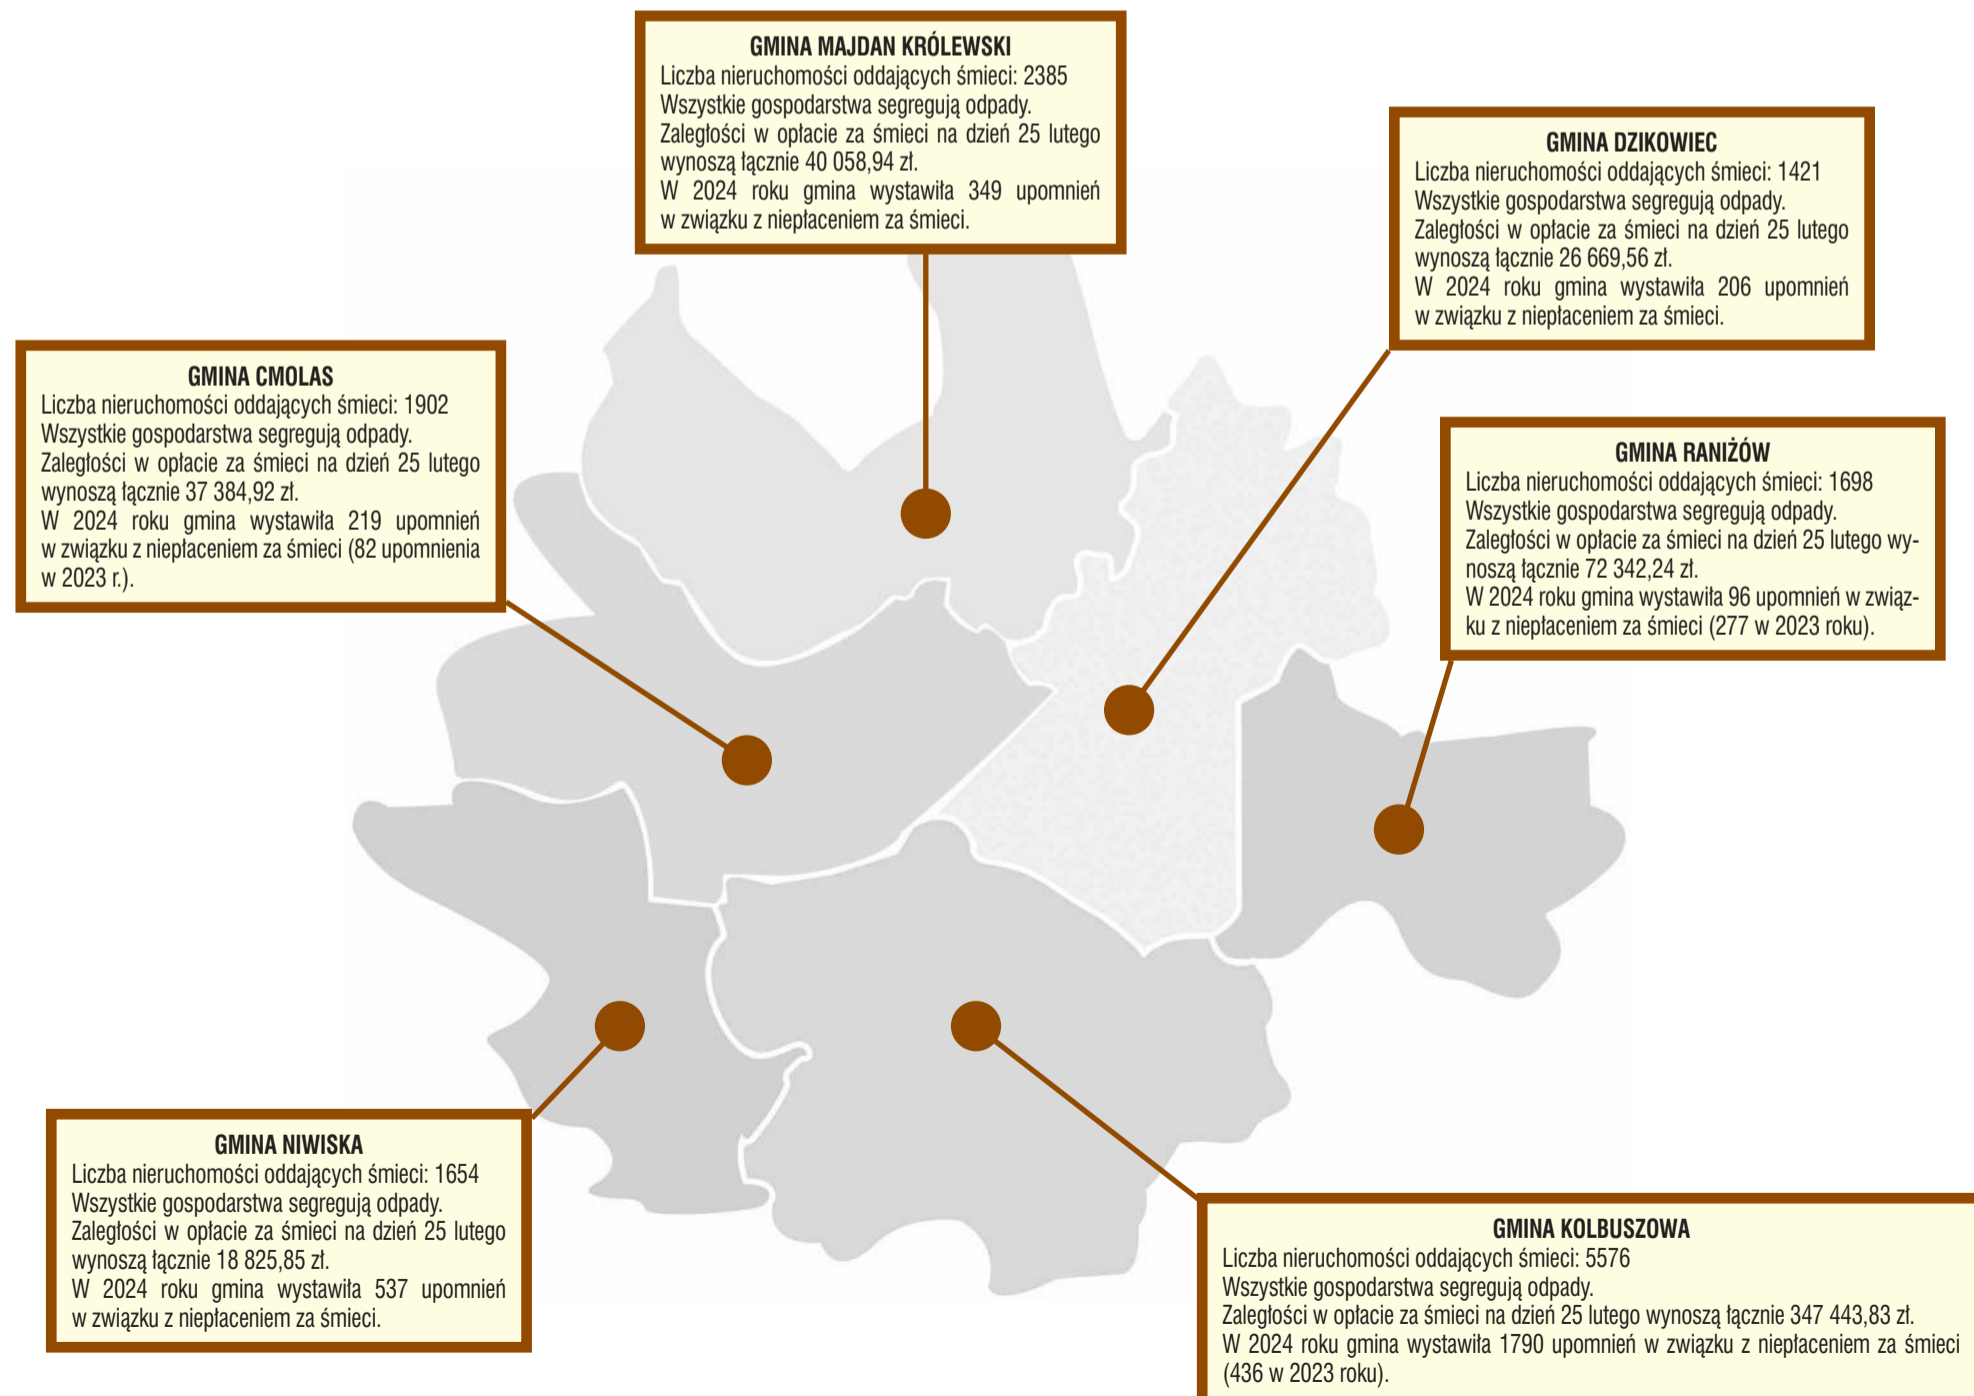 GMINA MAJDAN KRÓLEWSKI
Liczba nieruchomości oddających śmieci: 2385
Wszystkie gospodarstwa segregują odpady.
Zaległości w opłacie za śmieci na dzień 25 lutego
wynoszą łącznie 40 058,94 zł.
W 2024 roku gmina wystawiła 349 upomnień
w związku z niepłaceniem za śmieci.
GMINA DZIKOWIEC
Liczba nieruchomości oddających śmieci: 1421
Wszystkie gospodarstwa segregują odpady.
Zaległości w opłacie za śmieci na dzień 25 lutego
wynoszą łącznie 26 669,56 zł.
W 2024 roku gmina wystawiła 206 upomnień
w związku z niepłaceniem za śmieci.
GMINA CMOLAS
Liczba nieruchomości oddających śmieci: 1902
Wszystkie gospodarstwa segregują odpady.
Zaległości w opłacie za śmieci na dzień 25 lutego
wynoszą łącznie 37 384,92 zł.
W 2024 roku gmina wystawiła 219 upomnień
w związku z niepłaceniem za śmieci (82 upomnienia
w 2023 r.).
GMINA RANIŻÓW
Liczba nieruchomości oddających śmieci: 1698
Wszystkie gospodarstwa segregują odpady.
Zaległości w opłacie za śmieci na dzień 25 lutego wy-
noszą łącznie 72 342,24 zł.
W 2024 roku gmina wystawiła 96 upomnień w związ-
ku z niepłaceniem za śmieci (277 w 2023 roku).
GMINA NIWISKA
Liczba nieruchomości oddających śmieci: 1654
Wszystkie gospodarstwa segregują odpady.
Zaległości w opłacie za śmieci na dzień 25 lutego
wynoszą łącznie 18 825,85 zł.
W 2024 roku gmina wystawiła 537 upomnień
w związku z niepłaceniem za śmieci.
GMINA KOLBUSZOWA
Liczba nieruchomości oddających śmieci: 5576
Wszystkie gospodarstwa segregują odpady.
Zaległości w opłacie za śmieci na dzień 25 lutego wynoszą łącznie 347 443,83 zł.
W 2024 roku gmina wystawiła 1790 upomnień w związku z niepłaceniem za śmieci
(436 w 2023 roku).